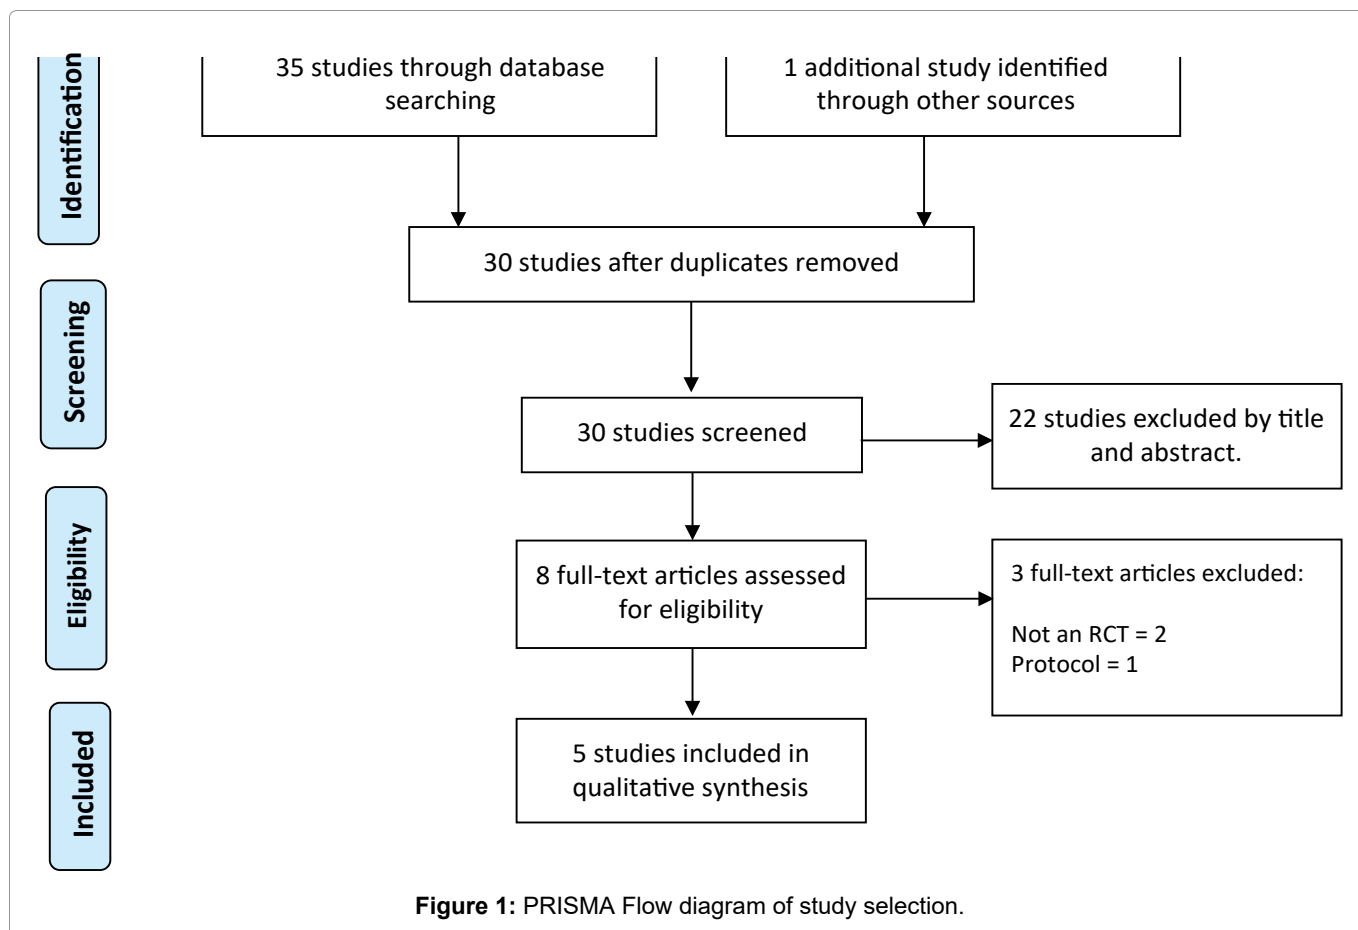 Identification
35 studies through database
searching
1 additional study identified
through other sources
30 studies after duplicates removed
Screening
30 studies screened
22 studies excluded by title
and abstract.
Eligibility
8 full-text articles assessed
for eligibility
3 full-text articles excluded:
Not an RCT = 2
Protocol = 1
Included
5 studies included in
qualitative synthesis
Figure 1: PRISMA Flow diagram of study selection.